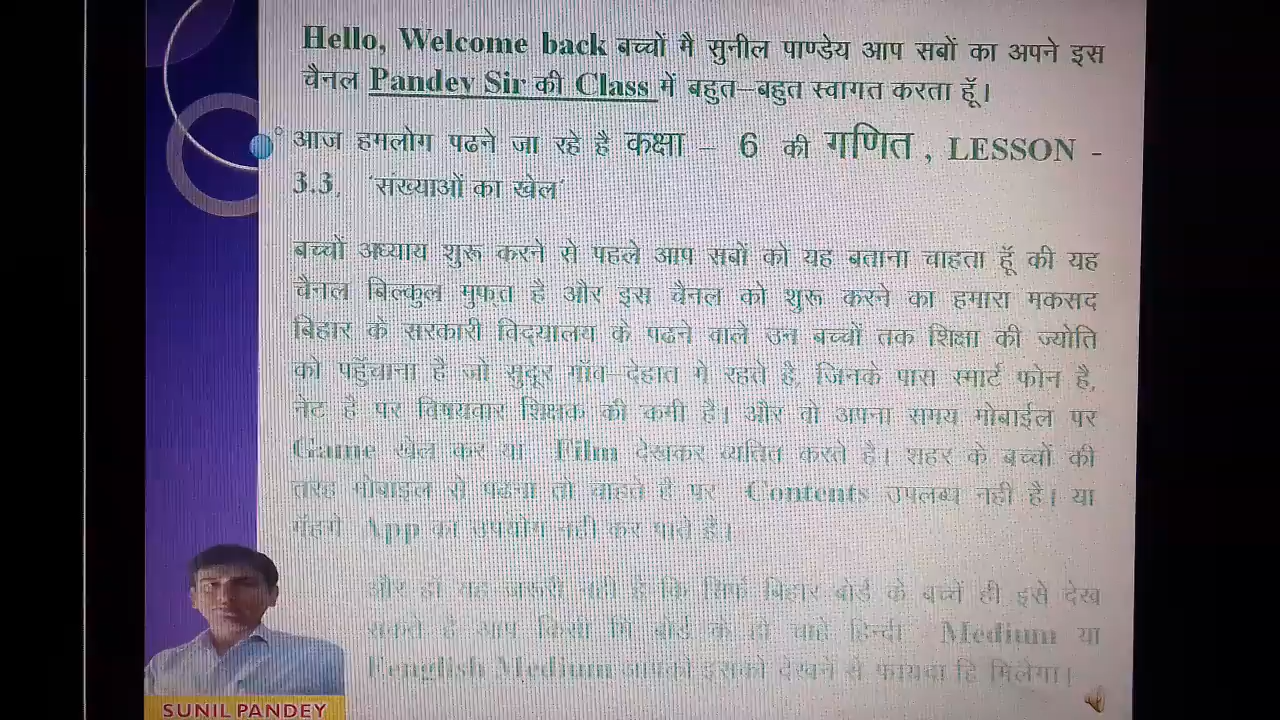 Hello, Welcome back बच्चों मै सुनील पाण्डेय आप सबों का अपने इस
चैनल Pandey Sir की Class में बहुत–बहुत स्वागत करता हूँ।
आज हमलोग पढने जा रहे है कक्षा – 6 की गणित , LESSON -
3.3, 'संख्याओं का खेल'
बच्चों अध्याय शुरू करने से पहले आप सबों को यह बताना चाहता हूँ की यह
चैनल बिल्कुल मुफत है और इस चैनल को शुरू करने का हमारा मकसद
बिहार के सरकारी विद्यालय के पढने वाले उन बच्चों तक शिक्षा की ज्योति
को पहुँचाना है जो सुदूर गाँव–देहात मे रहते है, जिनके पास स्मार्ट फोन है,
नेट है पर विषयवार शिक्षक की कमी है। और वो अपना समय मोबाईल पर
Game खेल कर या Film देखकर व्यतित करते है। शहर के बच्चों की
तरह मोबाइल से पढना तो चाहते है पर Contents उपलब्ध नही है। या
महंगे App का उपयोग नही कर पाते है।
और हाँ यह जरूरी नही है कि सिर्फ बिहार बोर्ड के बच्चें ही इसे देख
सकते है आप किसी भि बोर्ड के हो चाहे हिन्दी Medium या
Eenglish Medium आपको इसको देखनें से फायदा हि मिलेगा।
SUNIL PANDEY